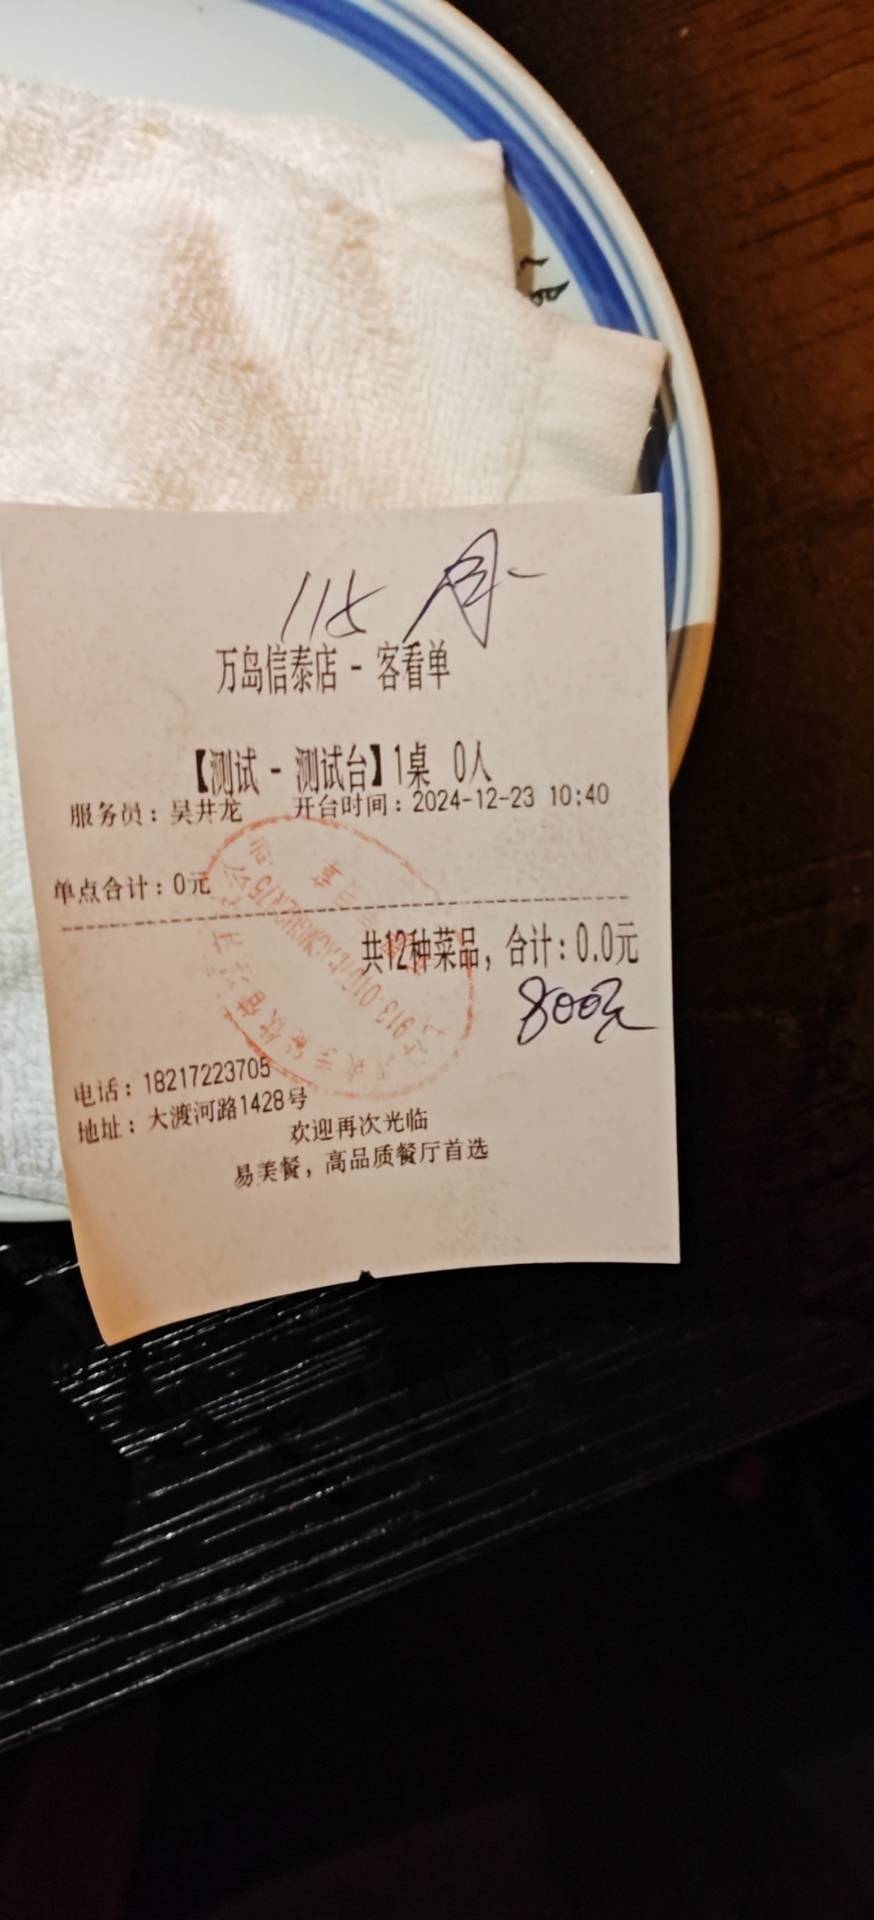 115
万岛信泰店 - 客看单
【测试 - 测试台】1桌 0人
服务员：吴井龙 开台时间：2024-12-23 10:40
单点合计：0元
共12种菜品，合计：0.0元
800元
电话：18217223705
地址：大渡河路1428号
欢迎再次光临
易美餐，高品质餐厅首选